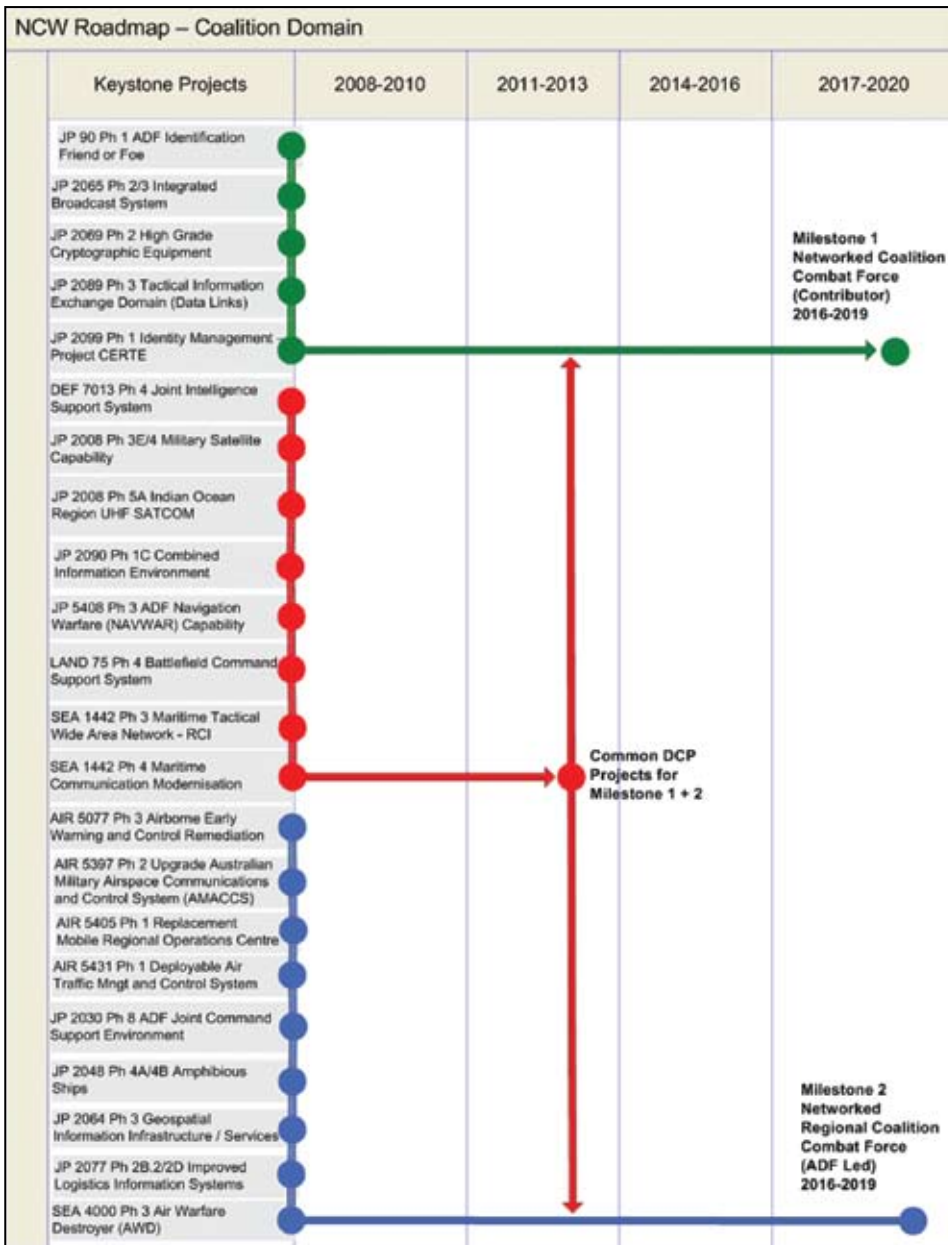 NCW Roadmap – Coalition Domain
Keystone Projects
2008-2010
2011-2013
2014-2016
2017-2020
JP 90 Ph 1 ADF Identification
Friend or Foe
JP 2065 Ph 2/3 Integrated
Broadcast System
JP 2069 Ph 2 High Grade
Cryptographic Equipment
JP 2089 Ph 3 Tactical Information
Exchange Domain (Data Links)
JP 2099 Ph 1 Identity Management -
Project CERTE
Milestone 1
Networked Coalition
Combat Force
(Contributor)
2016-2019
DEF 7013 Ph 4 Joint Intelligence
Support System
JP 2008 Ph 3E/4 Military Satellite
Capability
JP 2008 Ph 5A Indian Ocean
Region UHF SATCOM
JP 2090 Ph 1C Combined
Information Environment
JP 5408 Ph 3 ADF Navigation
Warfare (NAVWAR) Capability
LAND 75 Ph 4 Battlefield Command
Support System
SEA 1442 Ph 3 Maritime Tactical
Wide Area Network - RCI
SEA 1442 Ph 4 Maritime
Communication Modernisation
Common DCP
Projects for
Milestone 1 + 2
AIR 5077 Ph 3 Airborne Early
Warning and Control Remediation
AIR 5397 Ph 2 Upgrade Australian
Military Airspace Communications
and Control System (AMACCS)
AIR 5405 Ph 1 Replacement
Mobile Regional Operations Centre
AIR 5431 Ph 1 Deployable Air
Traffic Mngt and Control System
JP 2030 Ph 8 ADF Joint Command
Support Environment
JP 2048 Ph 4A/4B Amphibious
Ships
JP 2064 Ph 3 Geospatial
Information Infrastructure / Services
JP 2077 Ph 2B.2/2D Improved
Logistics Information Systems
SEA 4000 Ph 3 Air Warfare
Destroyer (AWD)
Milestone 2
Networked
Regional Coalition
Combat Force
(ADF Led)
2016-2019